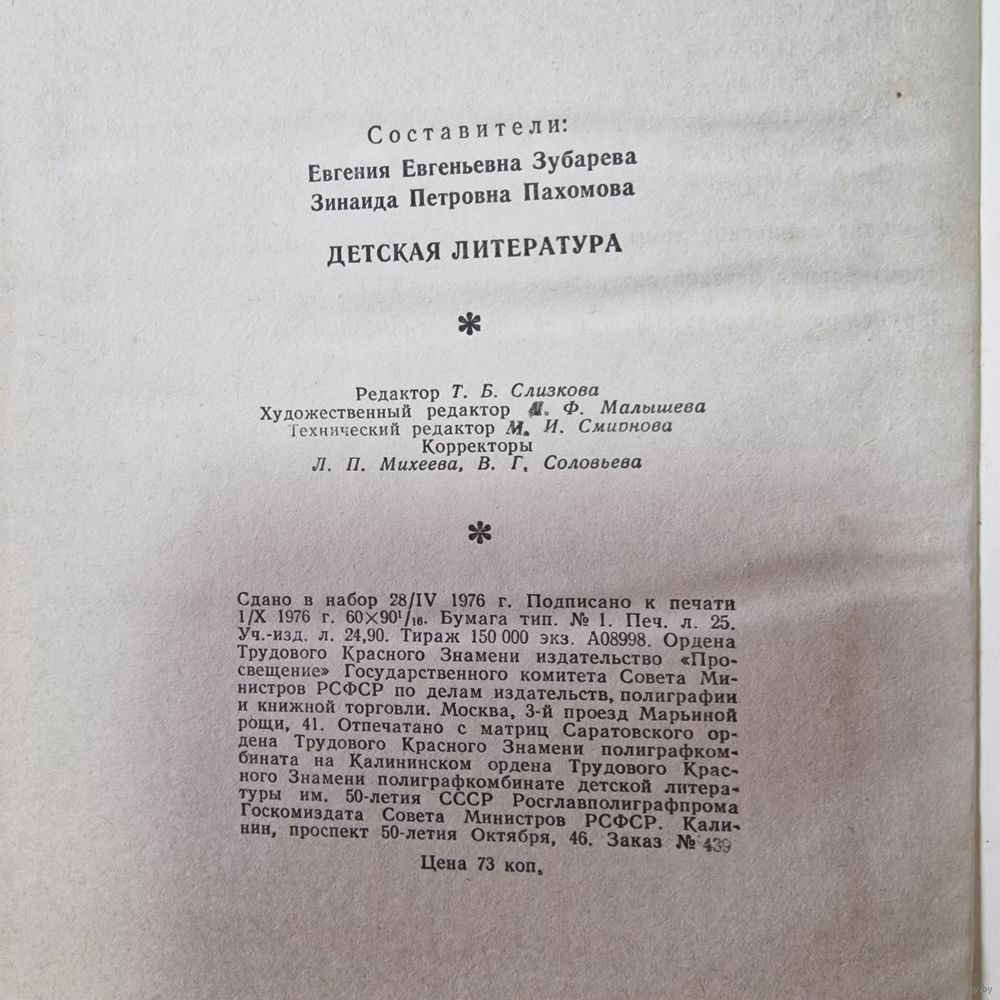 Составители:
Евгения Евгеньевна Зубарева
Зинаида Петровна Пахомова
ДЕТСКАЯ ЛИТЕРАТУРА
*
Редактор Т. Б. Слизкова
Художественный редактор Ф. Малышева
Технический редактор М. И. Смирнова
Корректоры
Л. П. Михеева, В. Г. Соловьева
*
Сдано в набор 28/IV 1976 г. Подписано к печати
1/X 1976 г. 60×90¹/₁₆. Бумага тип. № 1. Печ. л. 25.
Уч.-изд. л. 24,90. Тираж 150 000 экз. А08998. Ордена
Трудового Красного Знамени издательство «Про-
свещение» Государственного комитета Совета Ми-
нистров РСФСР по делам издательств, полиграфии
и книжной торговли. Москва, 3-й проезд Марьиной
рощи, 41. Отпечатано с матриц Саратовского ор-
дена Трудового Красного Знамени полиграфком-
бината на Калининском ордена Трудового Крас-
ного Знамени полиграфкомбинате детской литера-
туры им. 50-летия СССР Росглавполиграфпрома
Госкомиздата Совета Министров РСФСР. Кали-
нин, проспект 50-летия Октября, 46. Заказ № 439
Цена 73 коп.